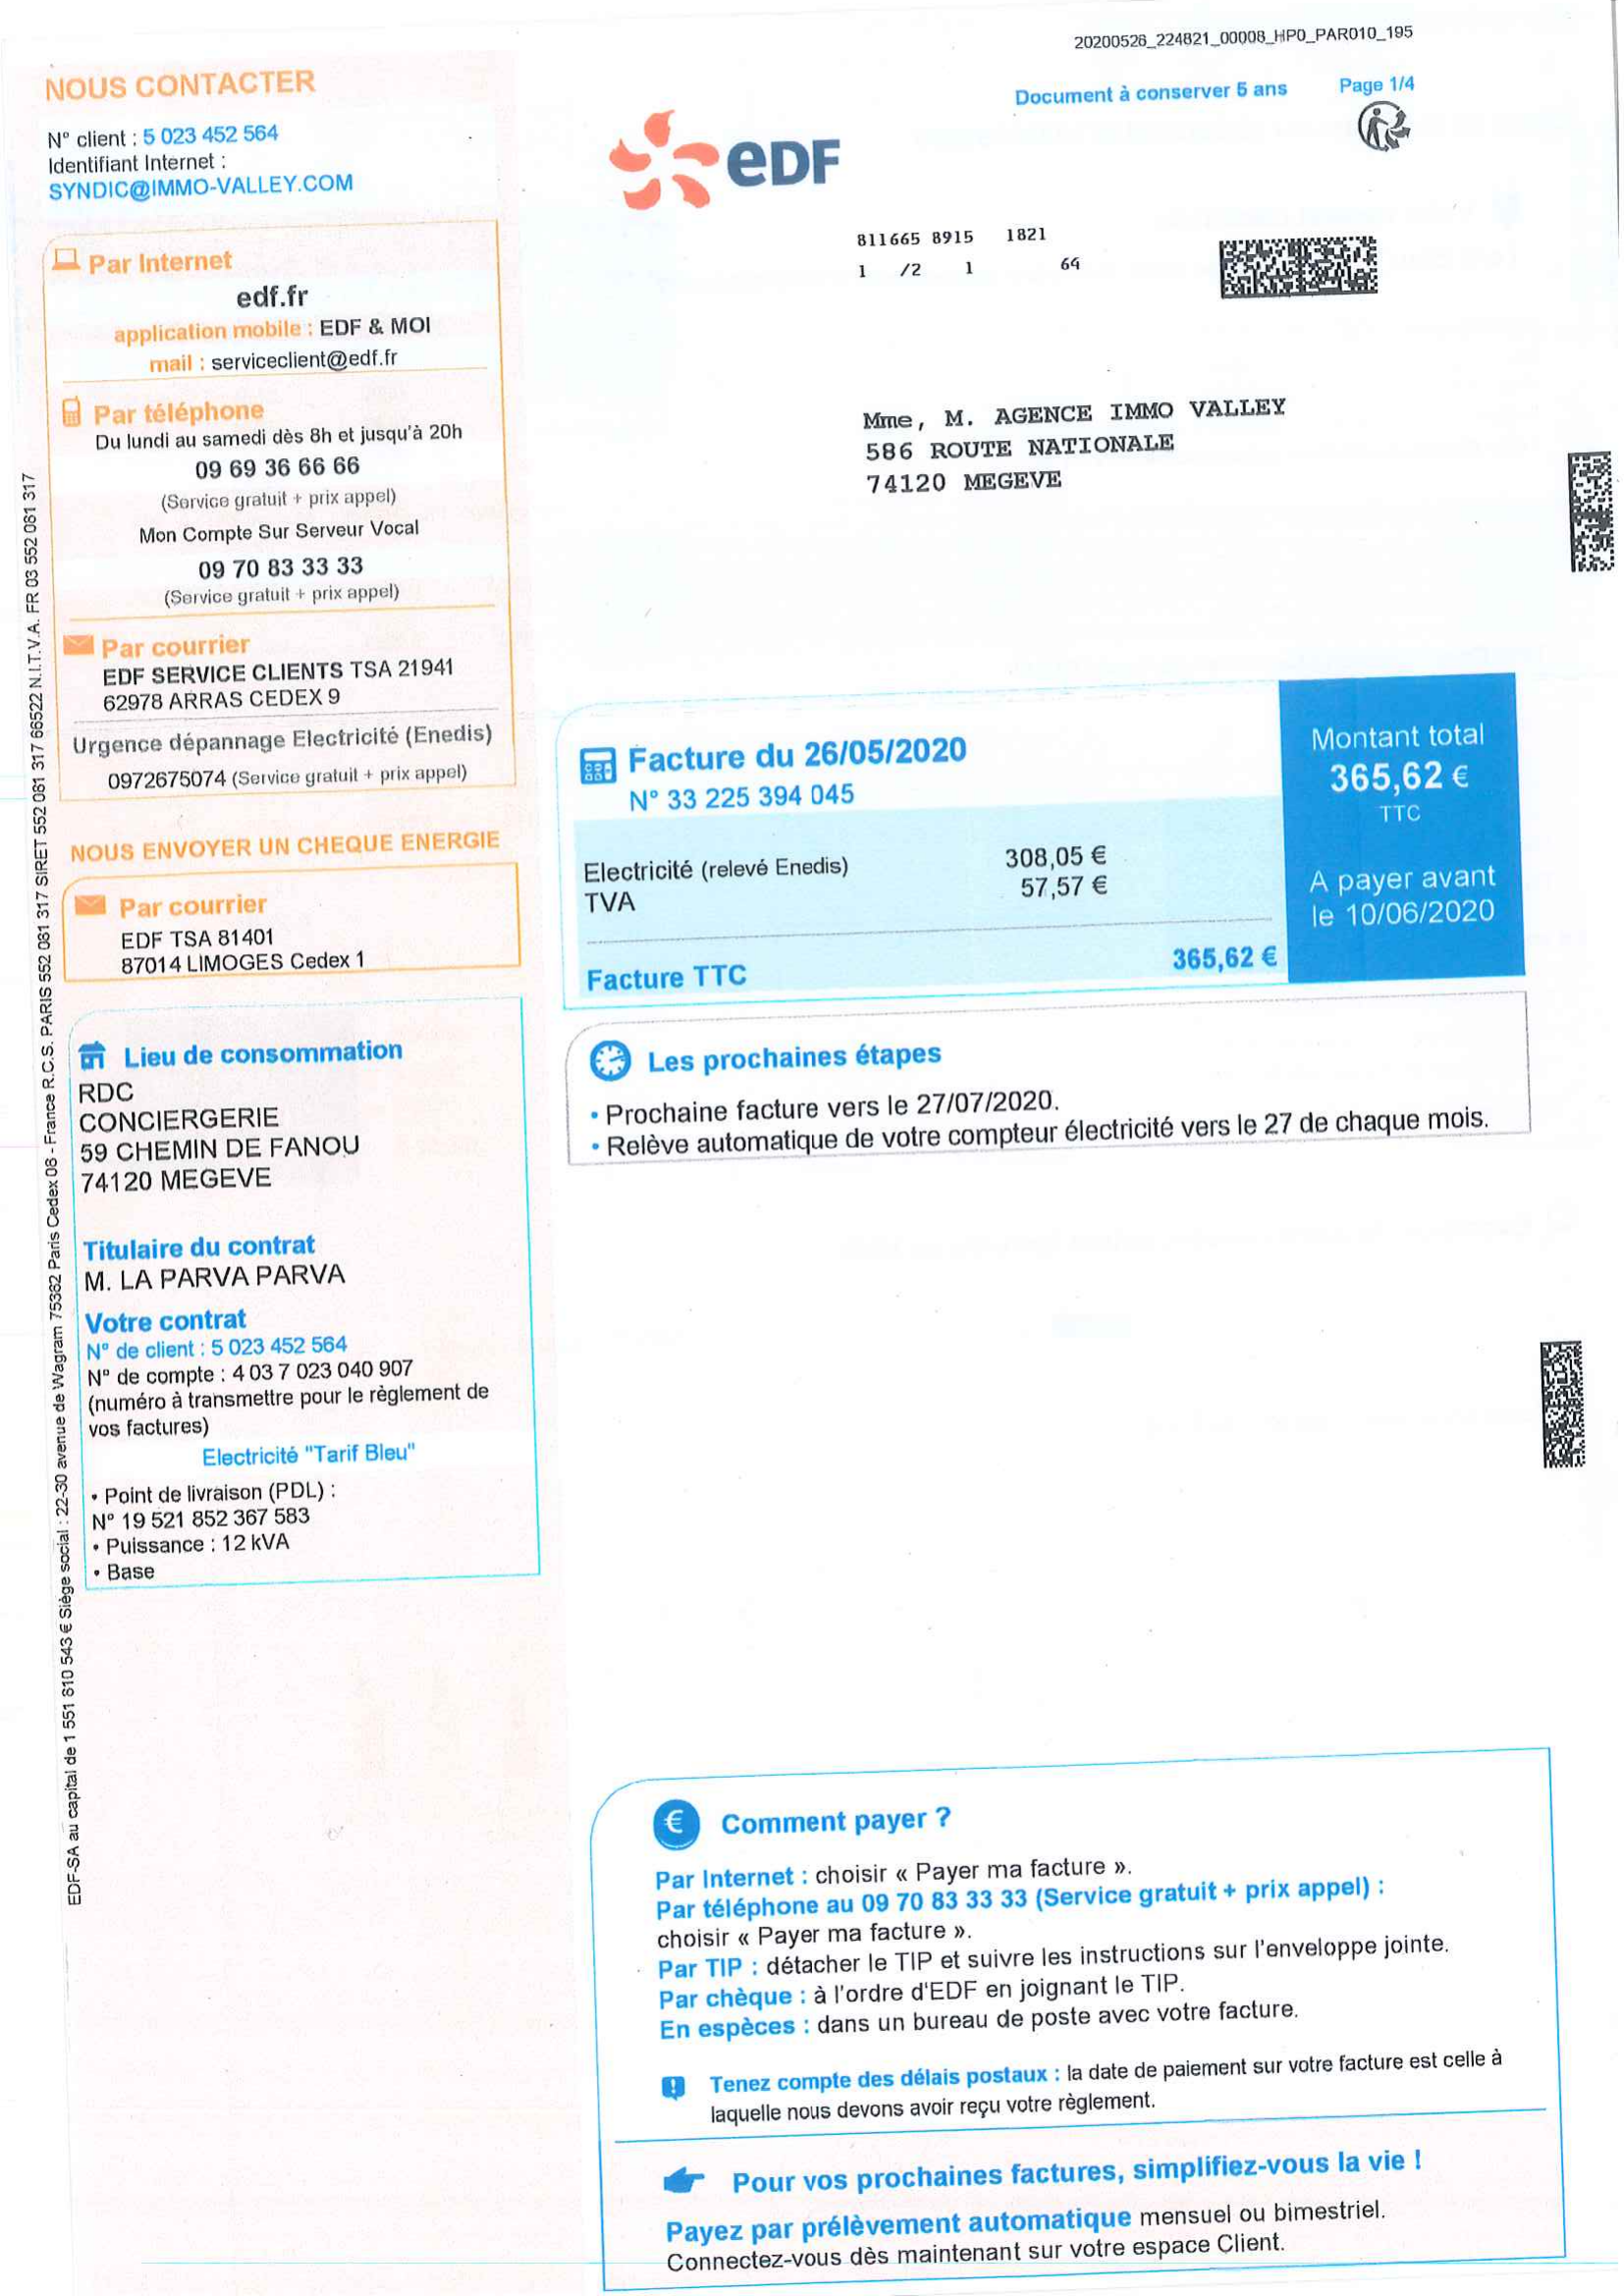 20200526_224821_00008_HP0_PAR010_195
Document à conserver 5 ans
Page 1/4
NOUS CONTACTER
N° client : 5 023 452 564
Identifiant Internet :
SYNDIC@IMMO-VALLEY.COM
Par Internet
edf.fr
application mobile : EDF & MOI
mail : serviceclient@edf.fr
Par téléphone
Du lundi au samedi dès 8h et jusqu'à 20h
09 69 36 66 66
(Service gratuit + prix appel)
Mon Compte Sur Serveur Vocal
09 70 83 33 33
(Service gratuit + prix appel)
Par courrier
EDF SERVICE CLIENTS TSA 21941
62978 ARRAS CEDEX 9
Urgence dépannage Electricité (Enedis)
0972675074 (Service gratuit + prix appel)
NOUS ENVOYER UN CHEQUE ENERGIE
Par courrier
EDF TSA 81401
87014 LIMOGES Cedex 1
Lieu de consommation
RDC
CONCIERGERIE
59 CHEMIN DE FANOU
74120 MEGEVE
Titulaire du contrat
M. LA PARVA PARVA
Votre contrat
N° de client : 5 023 452 564
N° de compte : 4 03 7 023 040 907
(numéro à transmettre pour le règlement de
vos factures)
Electricité "Tarif Bleu"
• Point de livraison (PDL) :
N° 19 521 852 367 583
• Puissance : 12 kVA
• Base
EDF-SA au capital de 1 551 810 543 € Siège social : 22-30 avenue de Wagram 75382 Paris Cedex 08 - France R.C.S. PARIS 552 081 317 SIRET 552 081 317 66522 N.I.T.V.A. FR 03 552 081 317
eDF
811665 8915 1821
1 /2 1 64
Mme, M. AGENCE IMMO VALLEY
586 ROUTE NATIONALE
74120 MEGEVE
Facture du 26/05/2020
N° 33 225 394 045
Electricité (relevé Enedis) 308,05 €
TVA 57,57 €
Facture TTC 365,62 €
Montant total
365,62 €
TTC
A payer avant
le 10/06/2020
Les prochaines étapes
• Prochaine facture vers le 27/07/2020.
• Relève automatique de votre compteur électricité vers le 27 de chaque mois.
€ Comment payer ?
Par Internet : choisir « Payer ma facture ».
Par téléphone au 09 70 83 33 33 (Service gratuit + prix appel) :
choisir « Payer ma facture ».
Par TIP : détacher le TIP et suivre les instructions sur l'enveloppe jointe.
Par chèque : à l'ordre d'EDF en joignant le TIP.
En espèces : dans un bureau de poste avec votre facture.
! Tenez compte des délais postaux : la date de paiement sur votre facture est celle à
laquelle nous devons avoir reçu votre règlement.
Pour vos prochaines factures, simplifiez-vous la vie !
Payez par prélèvement automatique mensuel ou bimestriel.
Connectez-vous dès maintenant sur votre espace Client.